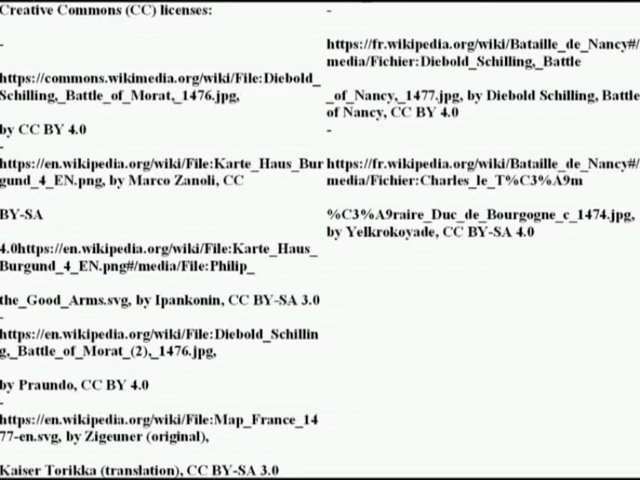 Creative Commons (CC) licenses:
-
https://commons.wikimedia.org/wiki/File:Diebold_
Schilling,_Battle_of_Morat,_1476.jpg,
by CC BY 4.0
-
https://en.wikipedia.org/wiki/File:Karte_Haus_Bur
gund_4_EN.png, by Marco Zanoli, CC
BY-SA
4.0https://en.wikipedia.org/wiki/File:Karte_Haus_
Burgund_4_EN.png#/media/File:Philip_
the_Good_Arms.svg, by Ipankonin, CC BY-SA 3.0
-
https://en.wikipedia.org/wiki/File:Diebold_Schillin
g,_Battle_of_Morat_(2),_1476.jpg,
by Praundo, CC BY 4.0
-
https://en.wikipedia.org/wiki/File:Map_France_14
77-en.svg, by Zigeuner (original),
Kaiser Torikka (translation), CC BY-SA 3.0
-
https://fr.wikipedia.org/wiki/Bataille_de_Nancy#/
media/Fichier:Diebold_Schilling,_Battle
_of_Nancy,_1477.jpg, by Diebold Schilling, Battle
of Nancy, CC BY 4.0
-
https://fr.wikipedia.org/wiki/Bataille_de_Nancy#/
media/Fichier:Charles_le_T%C3%A9m
%C3%A9raire_Duc_de_Bourgogne_c_1474.jpg,
by Yelkrokoyade, CC BY-SA 4.0